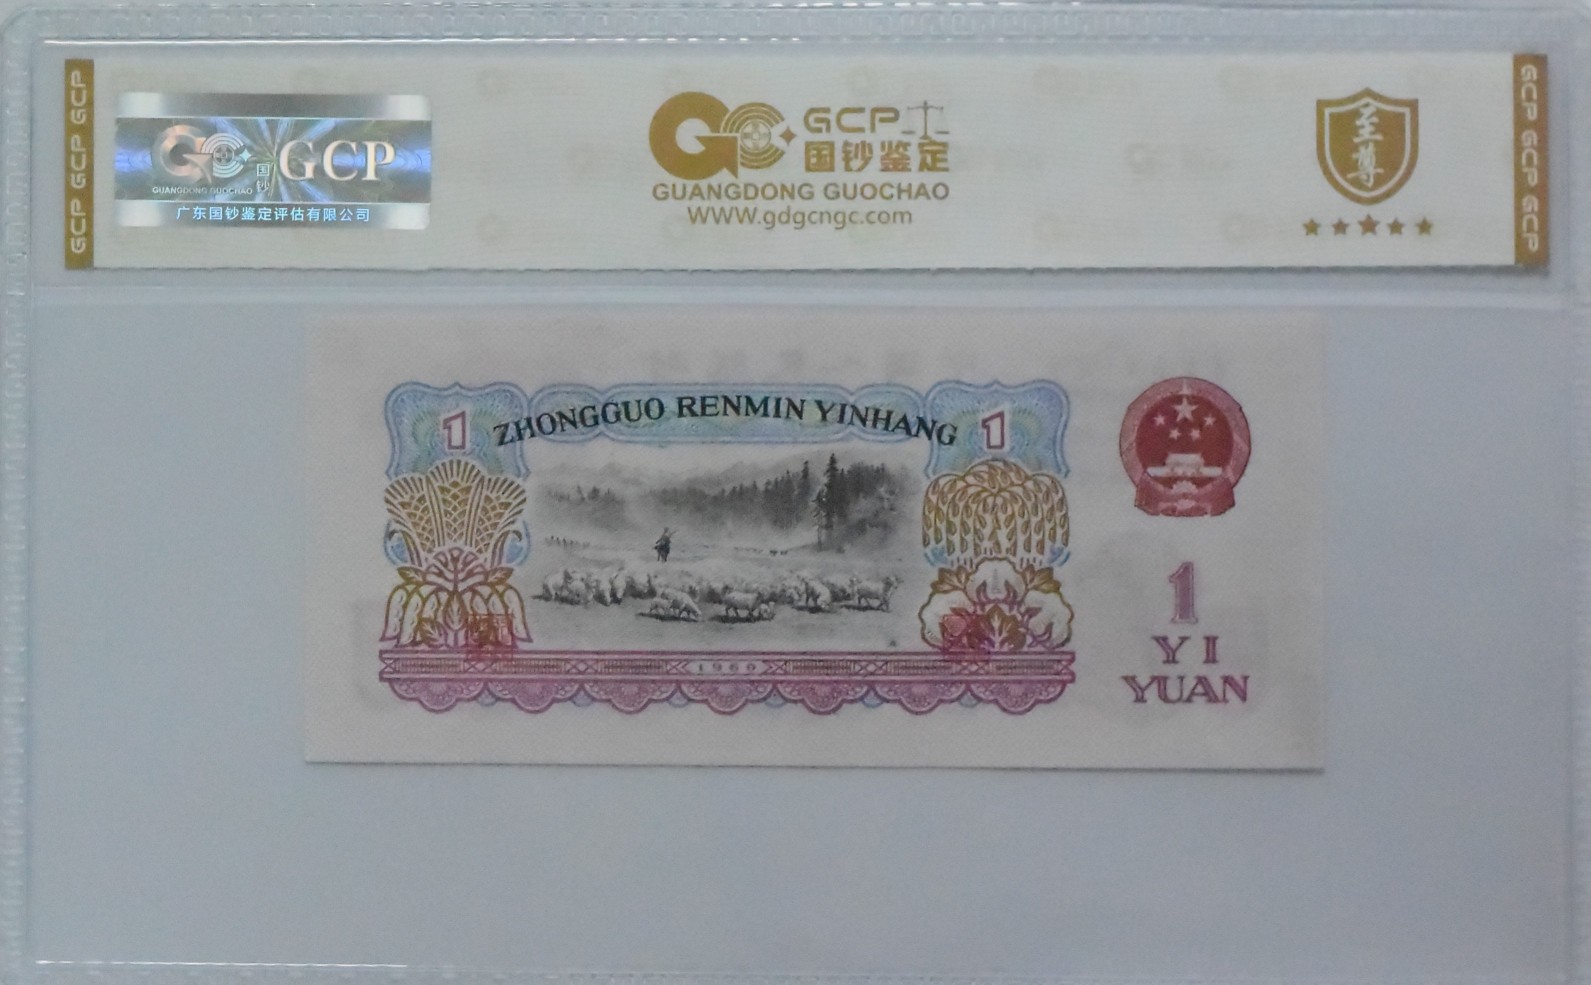 GCP GCP GCP
GUANGDONG GUOCHAO
国钞
GCP
广东国钞鉴定评估有限公司
GCP
国钞鉴定
GUANGDONG GUOCHAO
WWW.gdgcngc.com
至尊
GCP GCP GCP
1
ZHONGGUO RENMIN YINHANG
1
1960
1
YI
YUAN